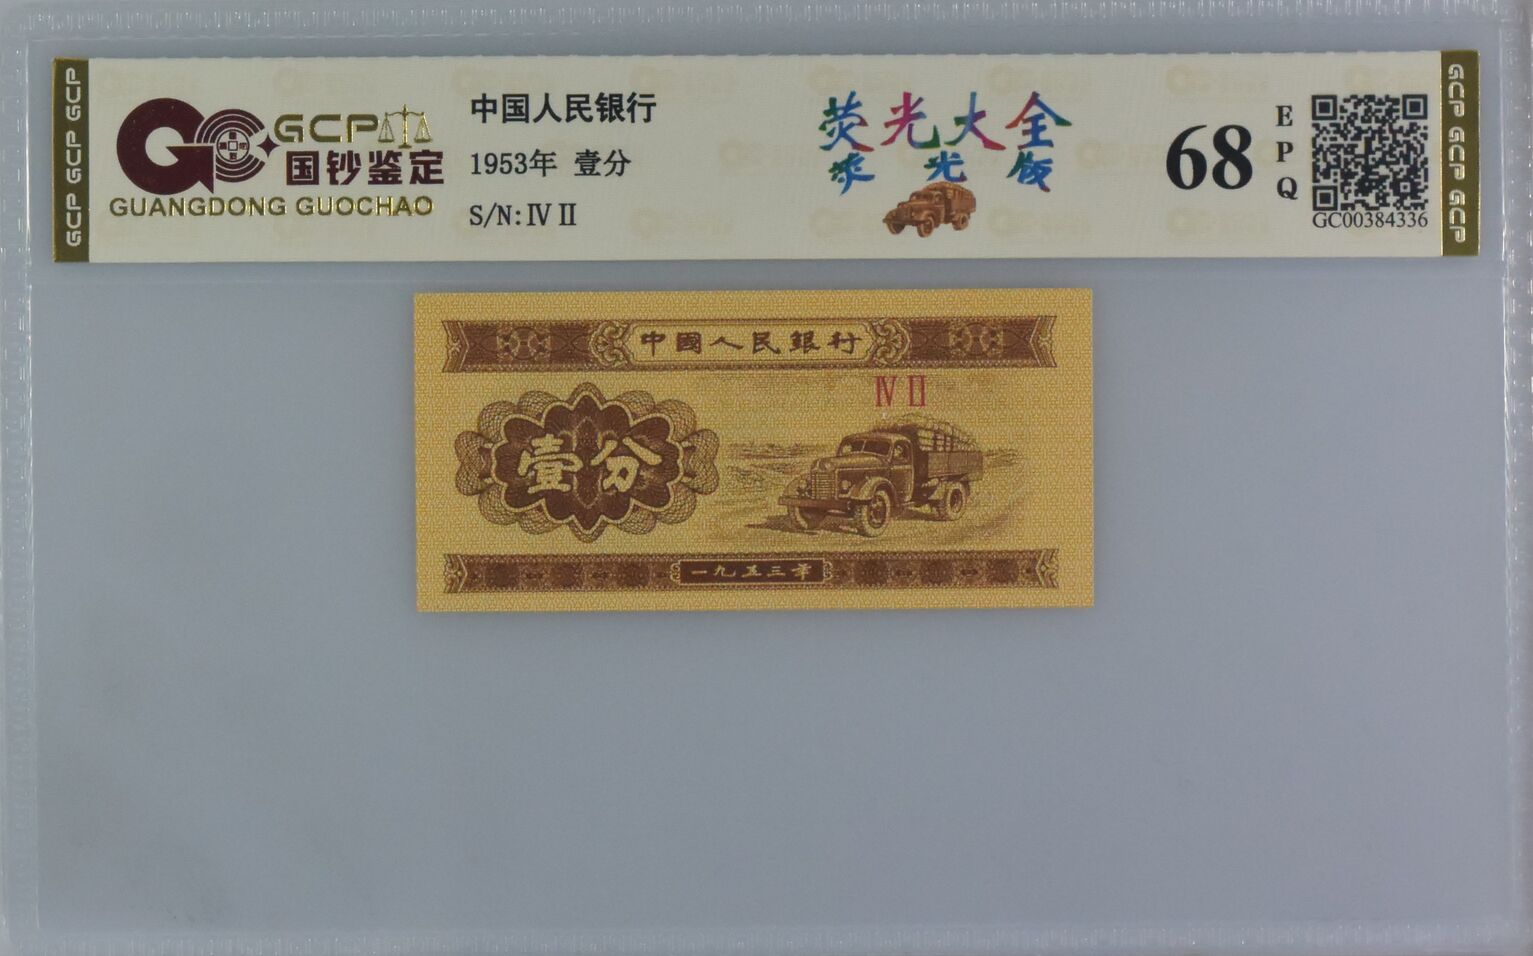 GCP GCP GCP
GCP
国钞鉴定
GUANGDONG GUOCHAO
中国人民银行
1953年 壹分
S/N: Ⅳ Ⅱ
荧光大全
荧光版
68
EPQ
GC00384336
GCP GCP GCP
中國人民銀行
Ⅳ Ⅱ
壹分
一九五三年